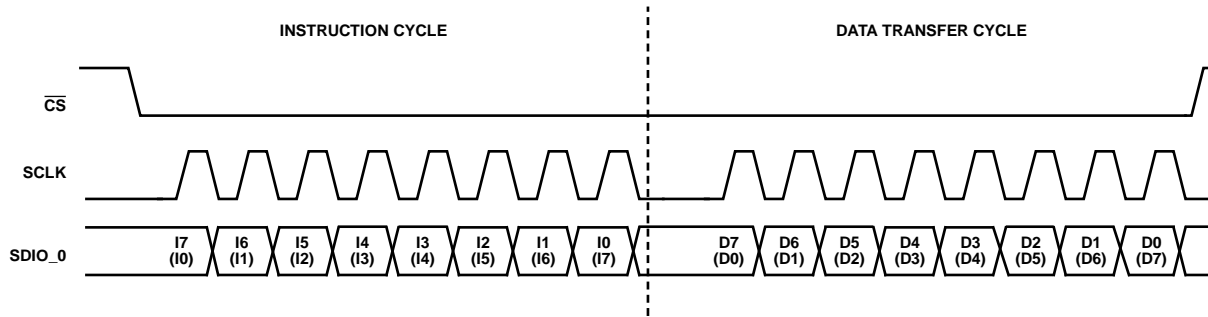 INSTRUCTION CYCLE DATA TRANSFER CYCLE
CS
SCLK
I7 I6 I5 I4 I3 I2 I1 I0 D7 D6 D5 D4 D3 D2 D1 D0
SDIO_0
(I0) (I1) (I2) (I3) (I4) (I5) (I6) (I7) (D0) (D1) (D2) (D3) (D4) (D5) (D6) (D7)